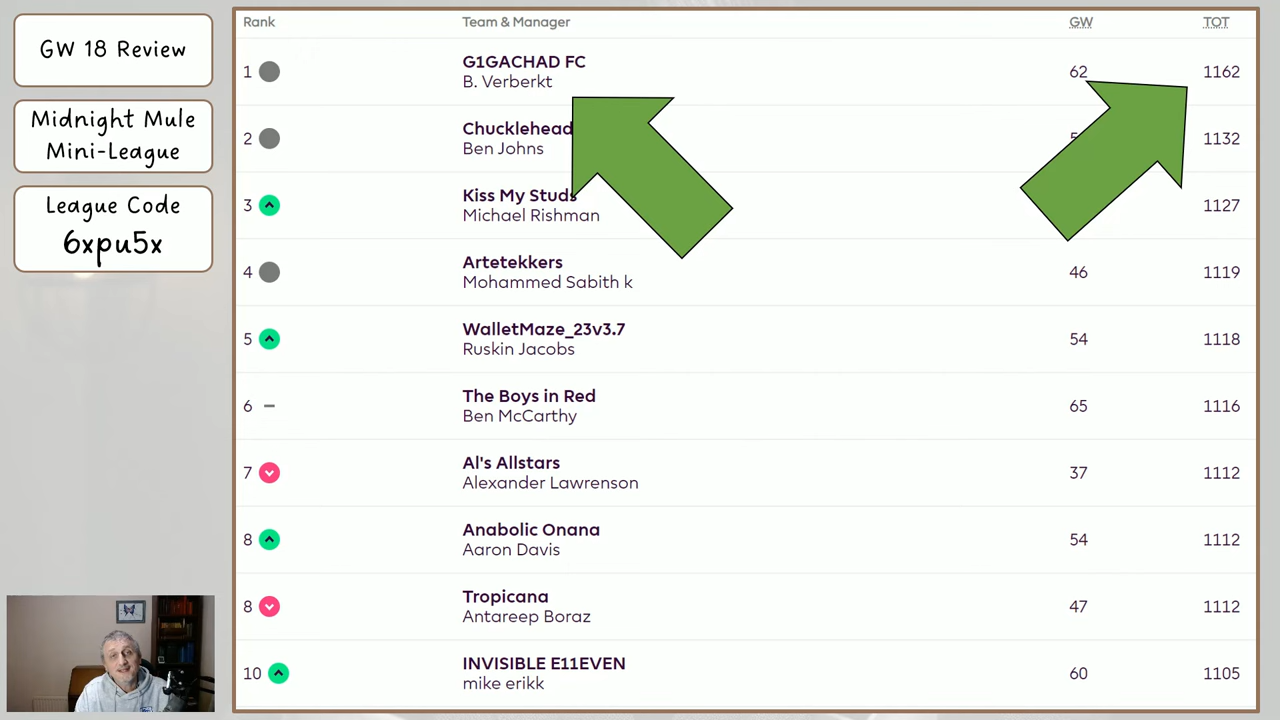 GW 18 Review
Midnight Mule
Mini-League
League Code
6xpu5x
Rank Team & Manager GW TOT
1 G1GACHAD FC 62 1162
B. Verberkt
2 Chucklehead 1132
Ben Johns
3 Kiss My Studs 1127
Michael Rishman
4 Artetekkers 46 1119
Mohammed Sabith k
5 WalletMaze_23v3.7 54 1118
Ruskin Jacobs
6 The Boys in Red 65 1116
Ben McCarthy
7 Al's Allstars 37 1112
Alexander Lawrenson
8 Anabolic Onana 54 1112
Aaron Davis
8 Tropicana 47 1112
Antareep Boraz
10 INVISIBLE E11EVEN 60 1105
mike erikk